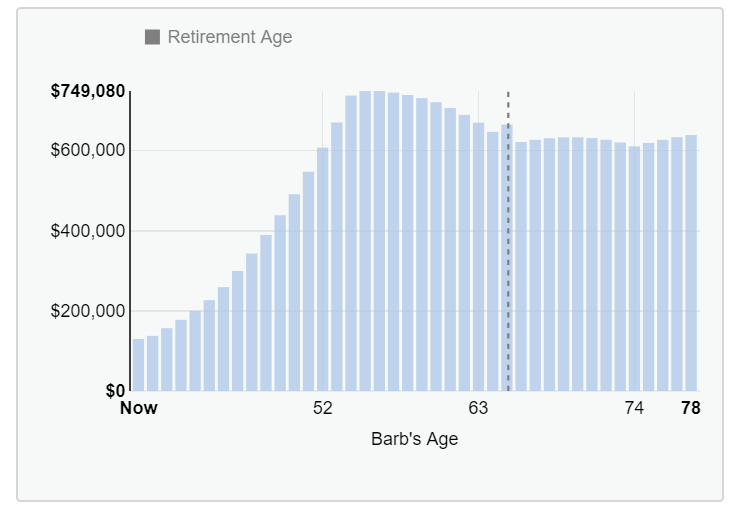 Retirement Age
$749,080
$600,000
$400,000
$200,000
$0
Now 52 63 74 78
Barb's Age